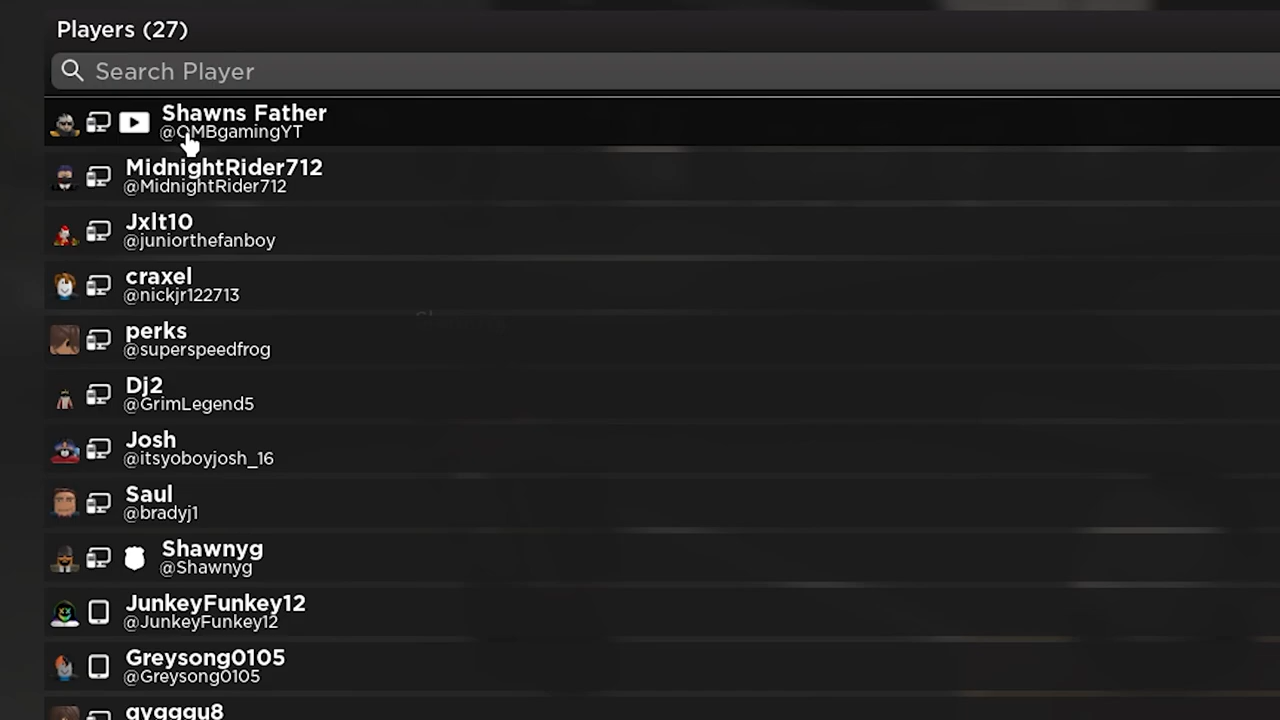 Players (27)
Search Player
Shawns Father
@OMBgamingYT
MidnightRider712
@MidnightRider712
Jxlt10
@juniorthefanboy
craxel
@nickjr122713
perks
@superspeedfrog
Dj2
@GrimLegend5
Josh
@itsyoboyjosh_16
Saul
@bradyj1
Shawnyg
@Shawnyg
JunkeyFunkey12
@JunkeyFunkey12
Greysong0105
@Greysong0105